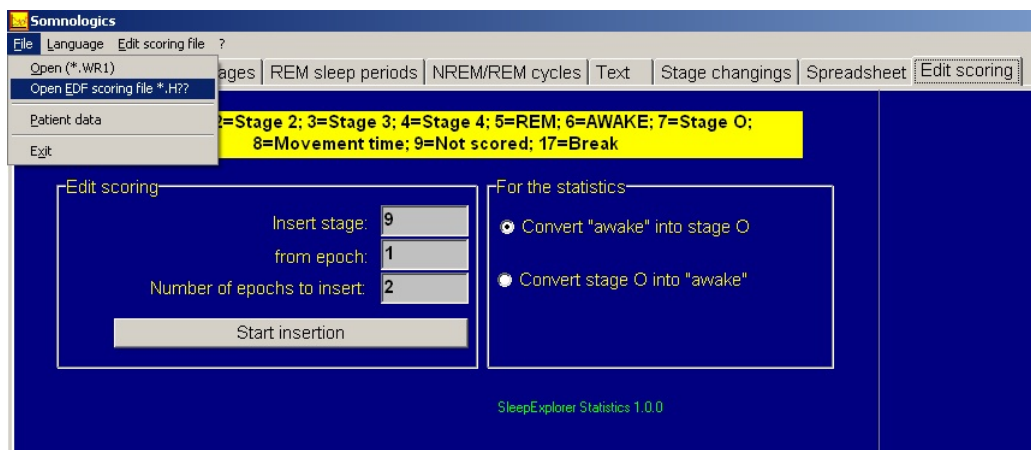 Somnologics
File Language Edit scoring file ?
Open (*.WR1)
Open EDF scoring file *.H??
Patient data
Exit
ages REM sleep periods NREM/REM cycles Text Stage changings Spreadsheet Edit scoring
2=Stage 2; 3=Stage 3; 4=Stage 4; 5=REM; 6=AWAKE; 7=Stage O;
8=Movement time; 9=Not scored; 17=Break
Edit scoring
Insert stage: 9
from epoch: 1
Number of epochs to insert: 2
Start insertion
For the statistics
Convert "awake" into stage O
Convert stage O into "awake"
SleepExplorer Statistics 1.0.0